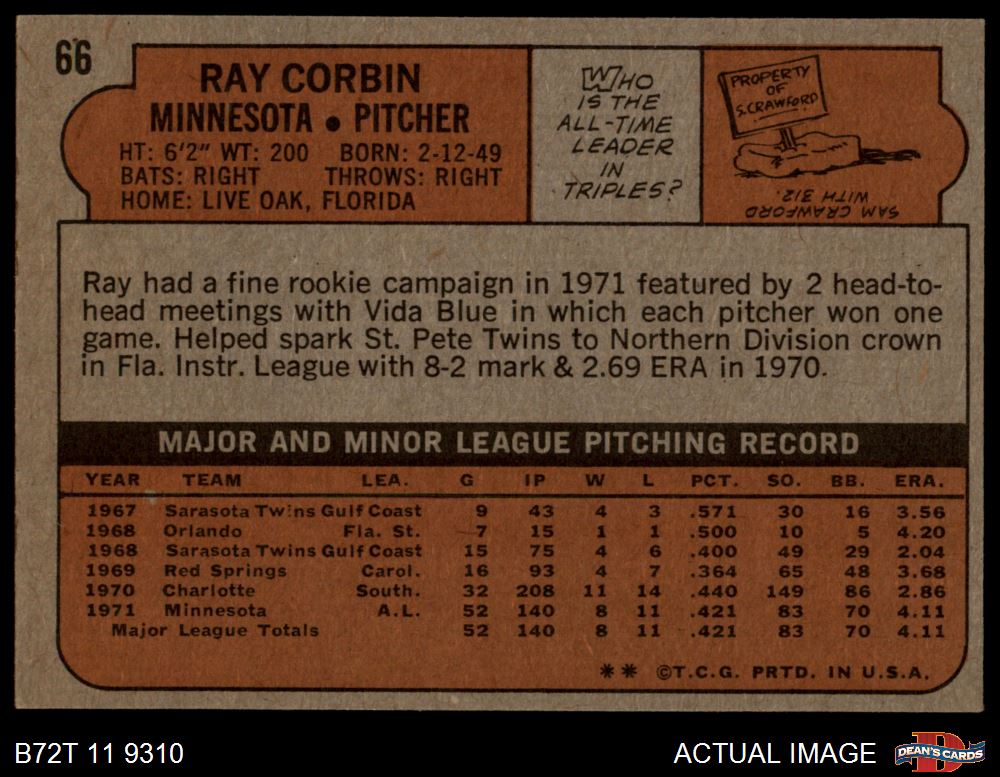 66
RAY CORBIN
MINNESOTA • PITCHER
HT: 6'2" WT: 200 BORN: 2-12-49
BATS: RIGHT THROWS: RIGHT
HOME: LIVE OAK, FLORIDA
WHO
IS THE
ALL-TIME
LEADER
IN
TRIPLES?
PROPERTY
OF
S.CRAWFORD
SAM CRAWFORD
WITH 312.
Ray had a fine rookie campaign in 1971 featured by 2 head-to-
head meetings with Vida Blue in which each pitcher won one
game. Helped spark St. Pete Twins to Northern Division crown
in Fla. Instr. League with 8-2 mark & 2.69 ERA in 1970.
MAJOR AND MINOR LEAGUE PITCHING RECORD
YEAR TEAM LEA. G IP W L PCT. SO. BB. ERA.
1967 Sarasota Twins Gulf Coast 9 43 4 3 .571 30 16 3.56
1968 Orlando Fla. St. 7 15 1 1 .500 10 5 4.20
1968 Sarasota Twins Gulf Coast 15 75 4 6 .400 49 29 2.04
1969 Red Springs Carol. 16 93 4 7 .364 65 48 3.68
1970 Charlotte South. 32 208 11 14 .440 149 86 2.86
1971 Minnesota A.L. 52 140 8 11 .421 83 70 4.11
Major League Totals 52 140 8 11 .421 83 70 4.11
** ©T.C.G. PRTD. IN U.S.A.
B72T 11 9310
ACTUAL IMAGE
D
DEAN'S CARDS